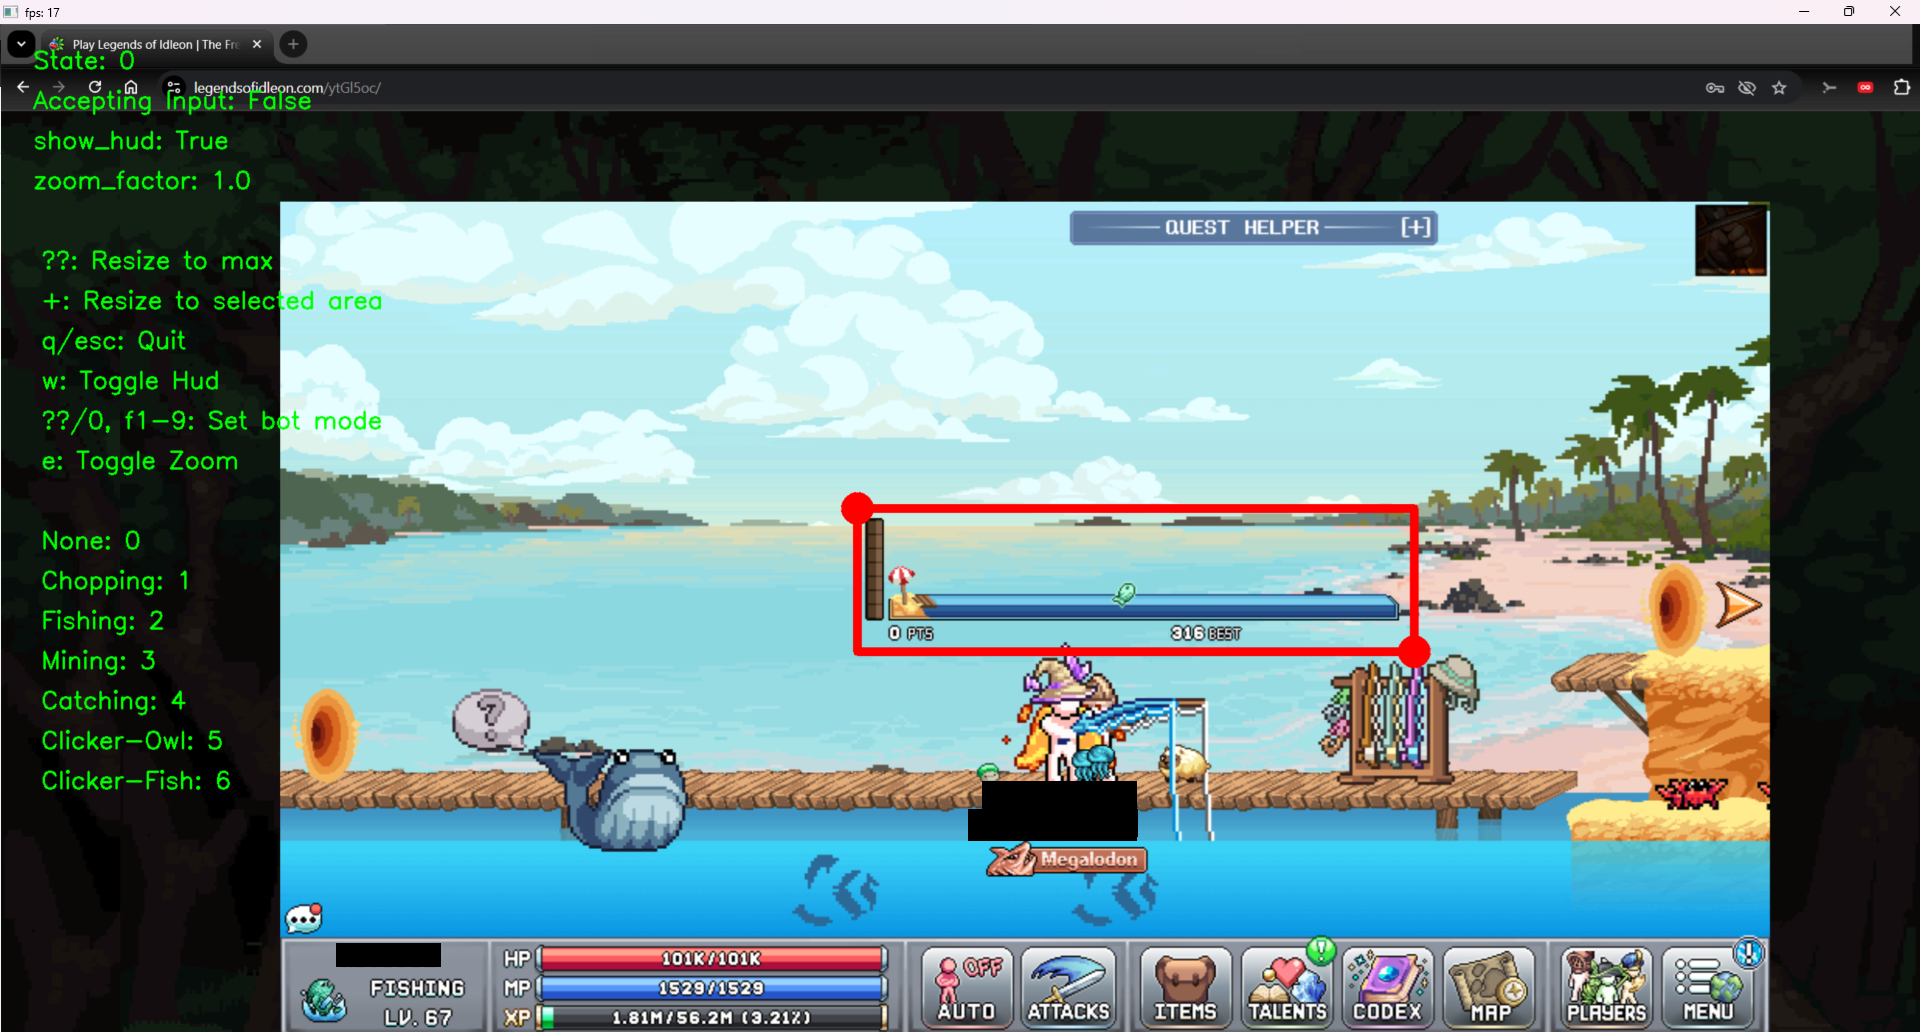 fps: 17
Play Legends of Idleon | The Fre
legendsofidleon.com/ytGl5oc/
State: 0
Accepting Input: False
show_hud: True
zoom_factor: 1.0
??: Resize to max
+: Resize to selected area
q/esc: Quit
w: Toggle Hud
??/0, f1-9: Set bot mode
e: Toggle Zoom
None: 0
Chopping: 1
Fishing: 2
Mining: 3
Catching: 4
Clicker-Owl: 5
Clicker-Fish: 6
QUEST HELPER [+]
0 PTS 316 BEST
?
Megalodon
FISHING
LV. 67
HP 101K/101K
MP 1529/1529
XP 1.81M/56.2M (3.21%)
OFF
AUTO
ATTACKS
ITEMS
TALENTS
CODEX
MAP
PLAYERS
MENU